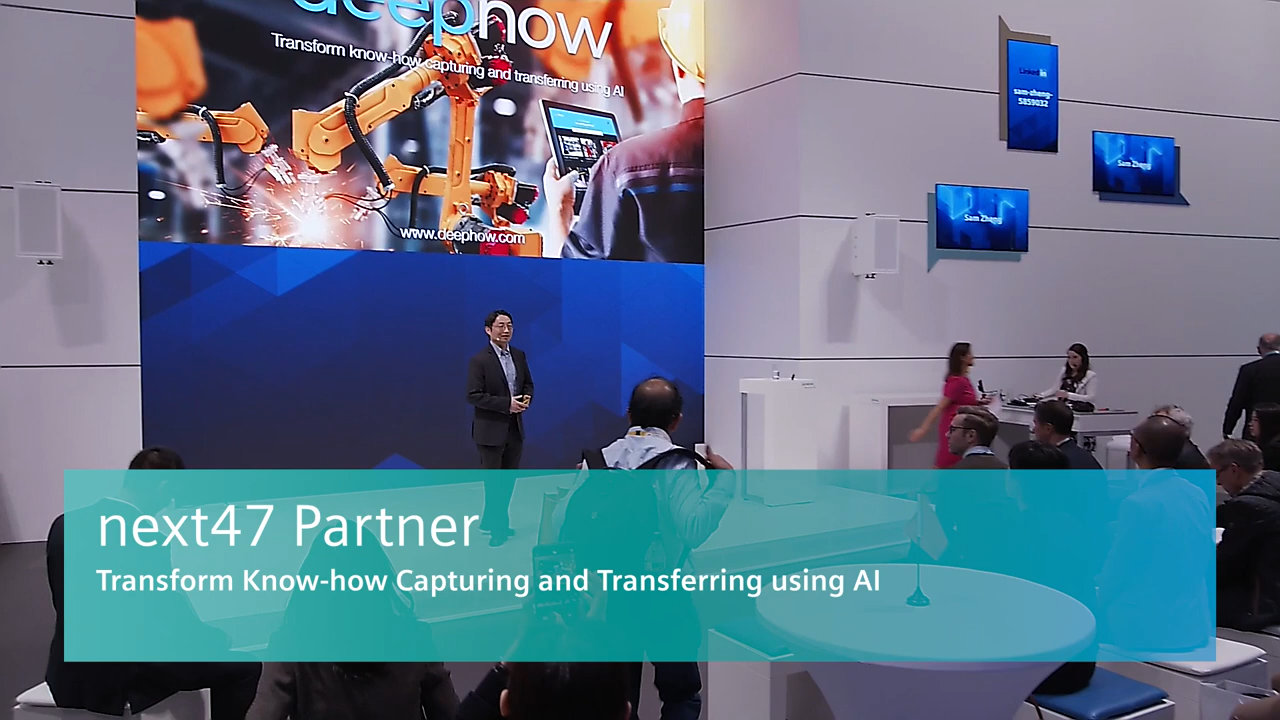 deephow
Transform know-how capturing and transferring using AI
www.deephow.com
LinkedIn
sam-zheng-
5859032
Sam Zheng
Sam Zheng
next47 Partner
Transform Know-how Capturing and Transferring using AI